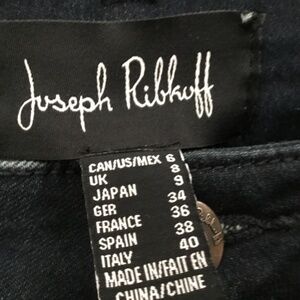 Joseph Ribkoff
CAN/US/MEX 6
UK 8
JAPAN 9
GER 34
FRANCE 36
SPAIN 38
ITALY 40
MADE IN/FAIT EN
CHINA/CHINE